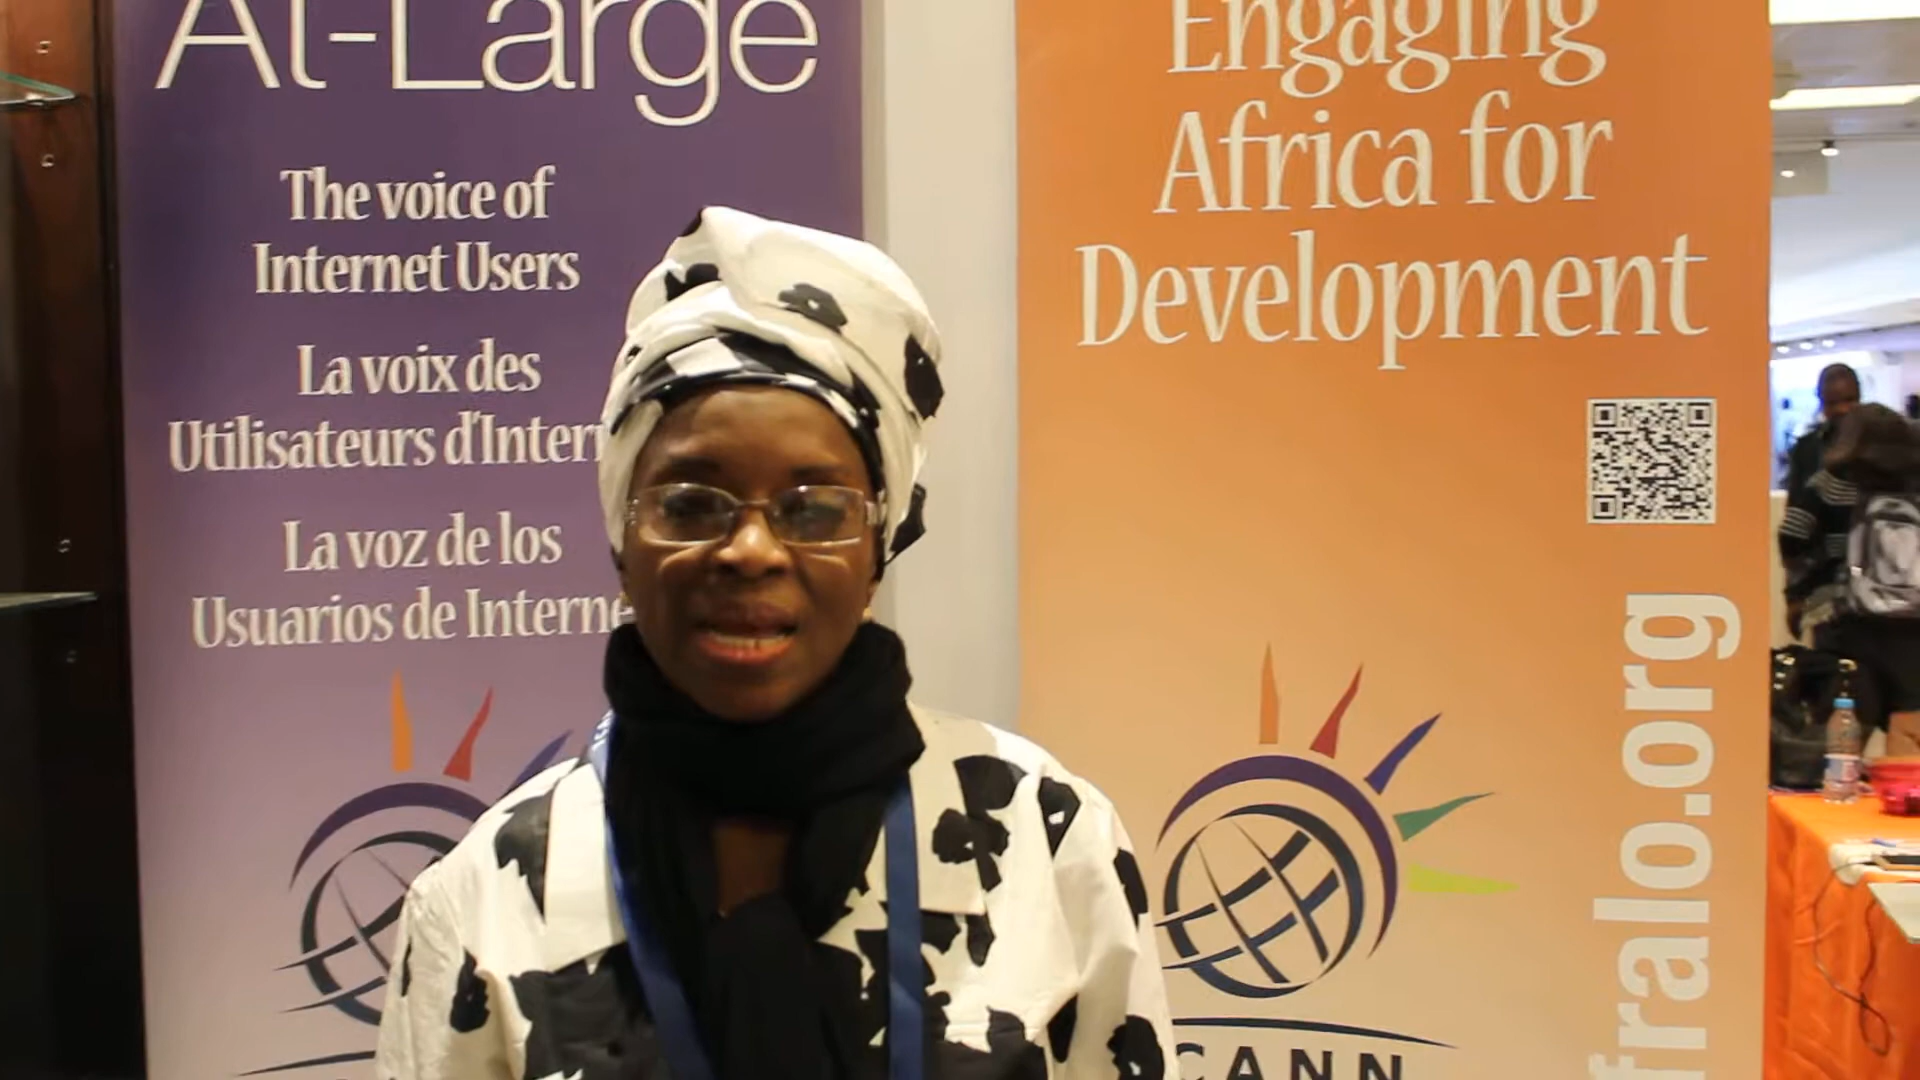 At-Large
The voice of
Internet Users
La voix des
Utilisateurs d'Inter
La voz de los
Usuarios de Interne
Engaging
Africa for
Development
fralo.org
CANN